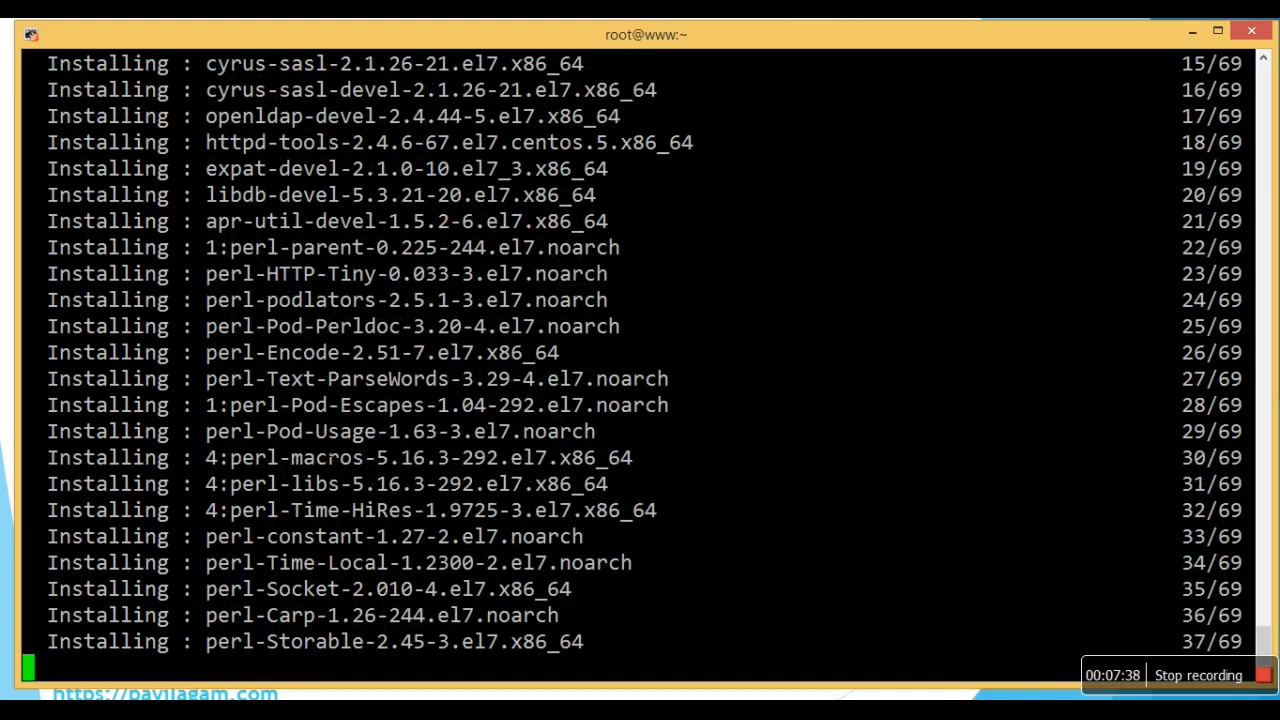 root@www:~
Installing : cyrus-sasl-2.1.26-21.el7.x86_64 15/69
Installing : cyrus-sasl-devel-2.1.26-21.el7.x86_64 16/69
Installing : openldap-devel-2.4.44-5.el7.x86_64 17/69
Installing : httpd-tools-2.4.6-67.el7.centos.5.x86_64 18/69
Installing : expat-devel-2.1.0-10.el7_3.x86_64 19/69
Installing : libdb-devel-5.3.21-20.el7.x86_64 20/69
Installing : apr-util-devel-1.5.2-6.el7.x86_64 21/69
Installing : 1:perl-parent-0.225-244.el7.noarch 22/69
Installing : perl-HTTP-Tiny-0.033-3.el7.noarch 23/69
Installing : perl-podlators-2.5.1-3.el7.noarch 24/69
Installing : perl-Pod-Perldoc-3.20-4.el7.noarch 25/69
Installing : perl-Encode-2.51-7.el7.x86_64 26/69
Installing : perl-Text-ParseWords-3.29-4.el7.noarch 27/69
Installing : 1:perl-Pod-Escapes-1.04-292.el7.noarch 28/69
Installing : perl-Pod-Usage-1.63-3.el7.noarch 29/69
Installing : 4:perl-macros-5.16.3-292.el7.x86_64 30/69
Installing : 4:perl-libs-5.16.3-292.el7.x86_64 31/69
Installing : 4:perl-Time-HiRes-1.9725-3.el7.x86_64 32/69
Installing : perl-constant-1.27-2.el7.noarch 33/69
Installing : perl-Time-Local-1.2300-2.el7.noarch 34/69
Installing : perl-Socket-2.010-4.el7.x86_64 35/69
Installing : perl-Carp-1.26-244.el7.noarch 36/69
Installing : perl-Storable-2.45-3.el7.x86_64 37/69
00:07:38 Stop recording
https://payilagam.com